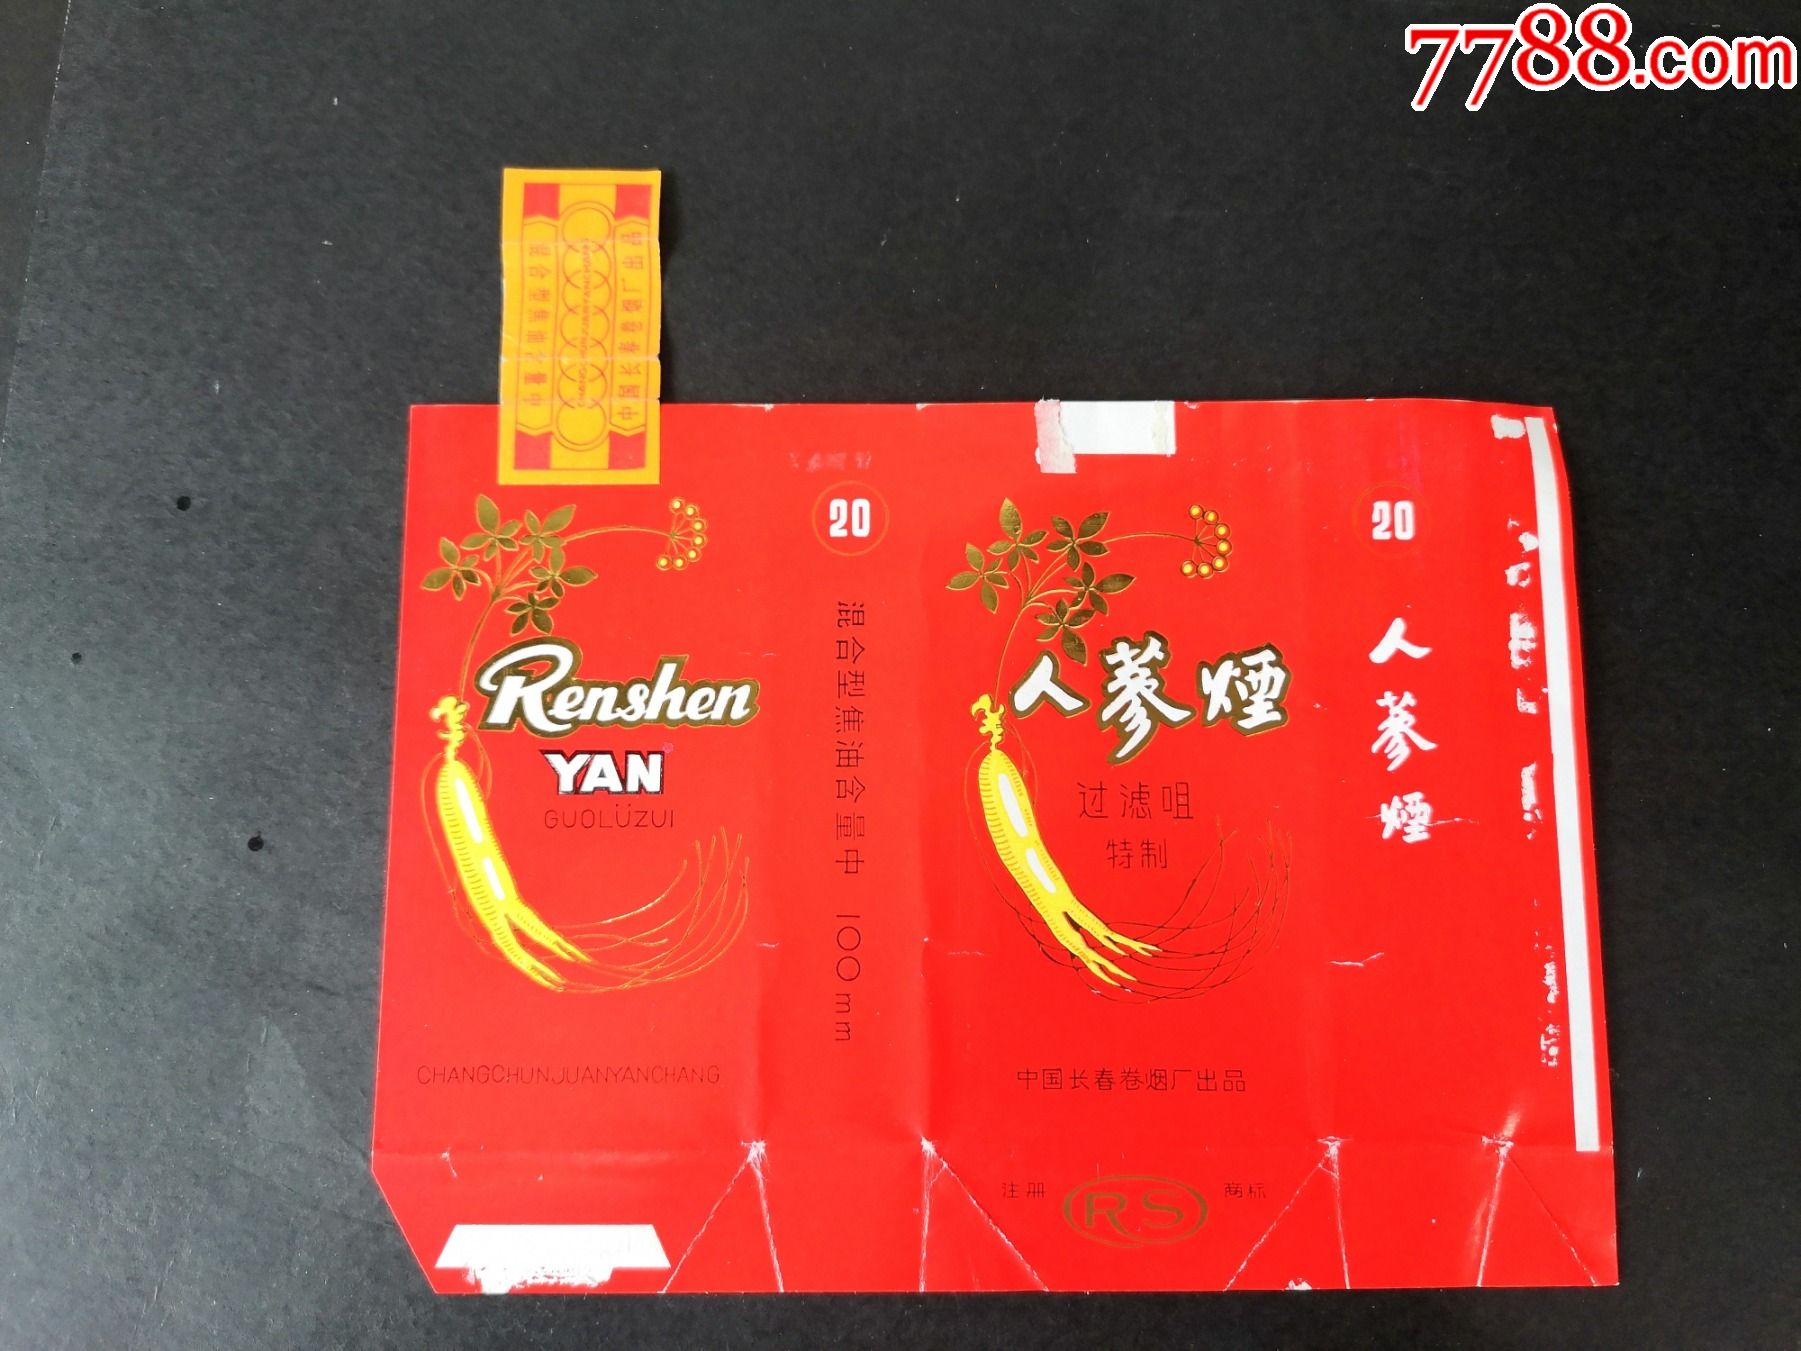 7788.com
中国长春卷烟厂出品
CHANGCHUNJUANYANCHANG
混合型焦油含量中
Renshen
YAN
GUOLÜZUI
CHANGCHUNJUANYANCHANG
20
混合型焦油含量中 100mm
人蔘煙
过滤咀
特制
中国长春卷烟厂出品
注册 RS 商标
20
人蔘煙